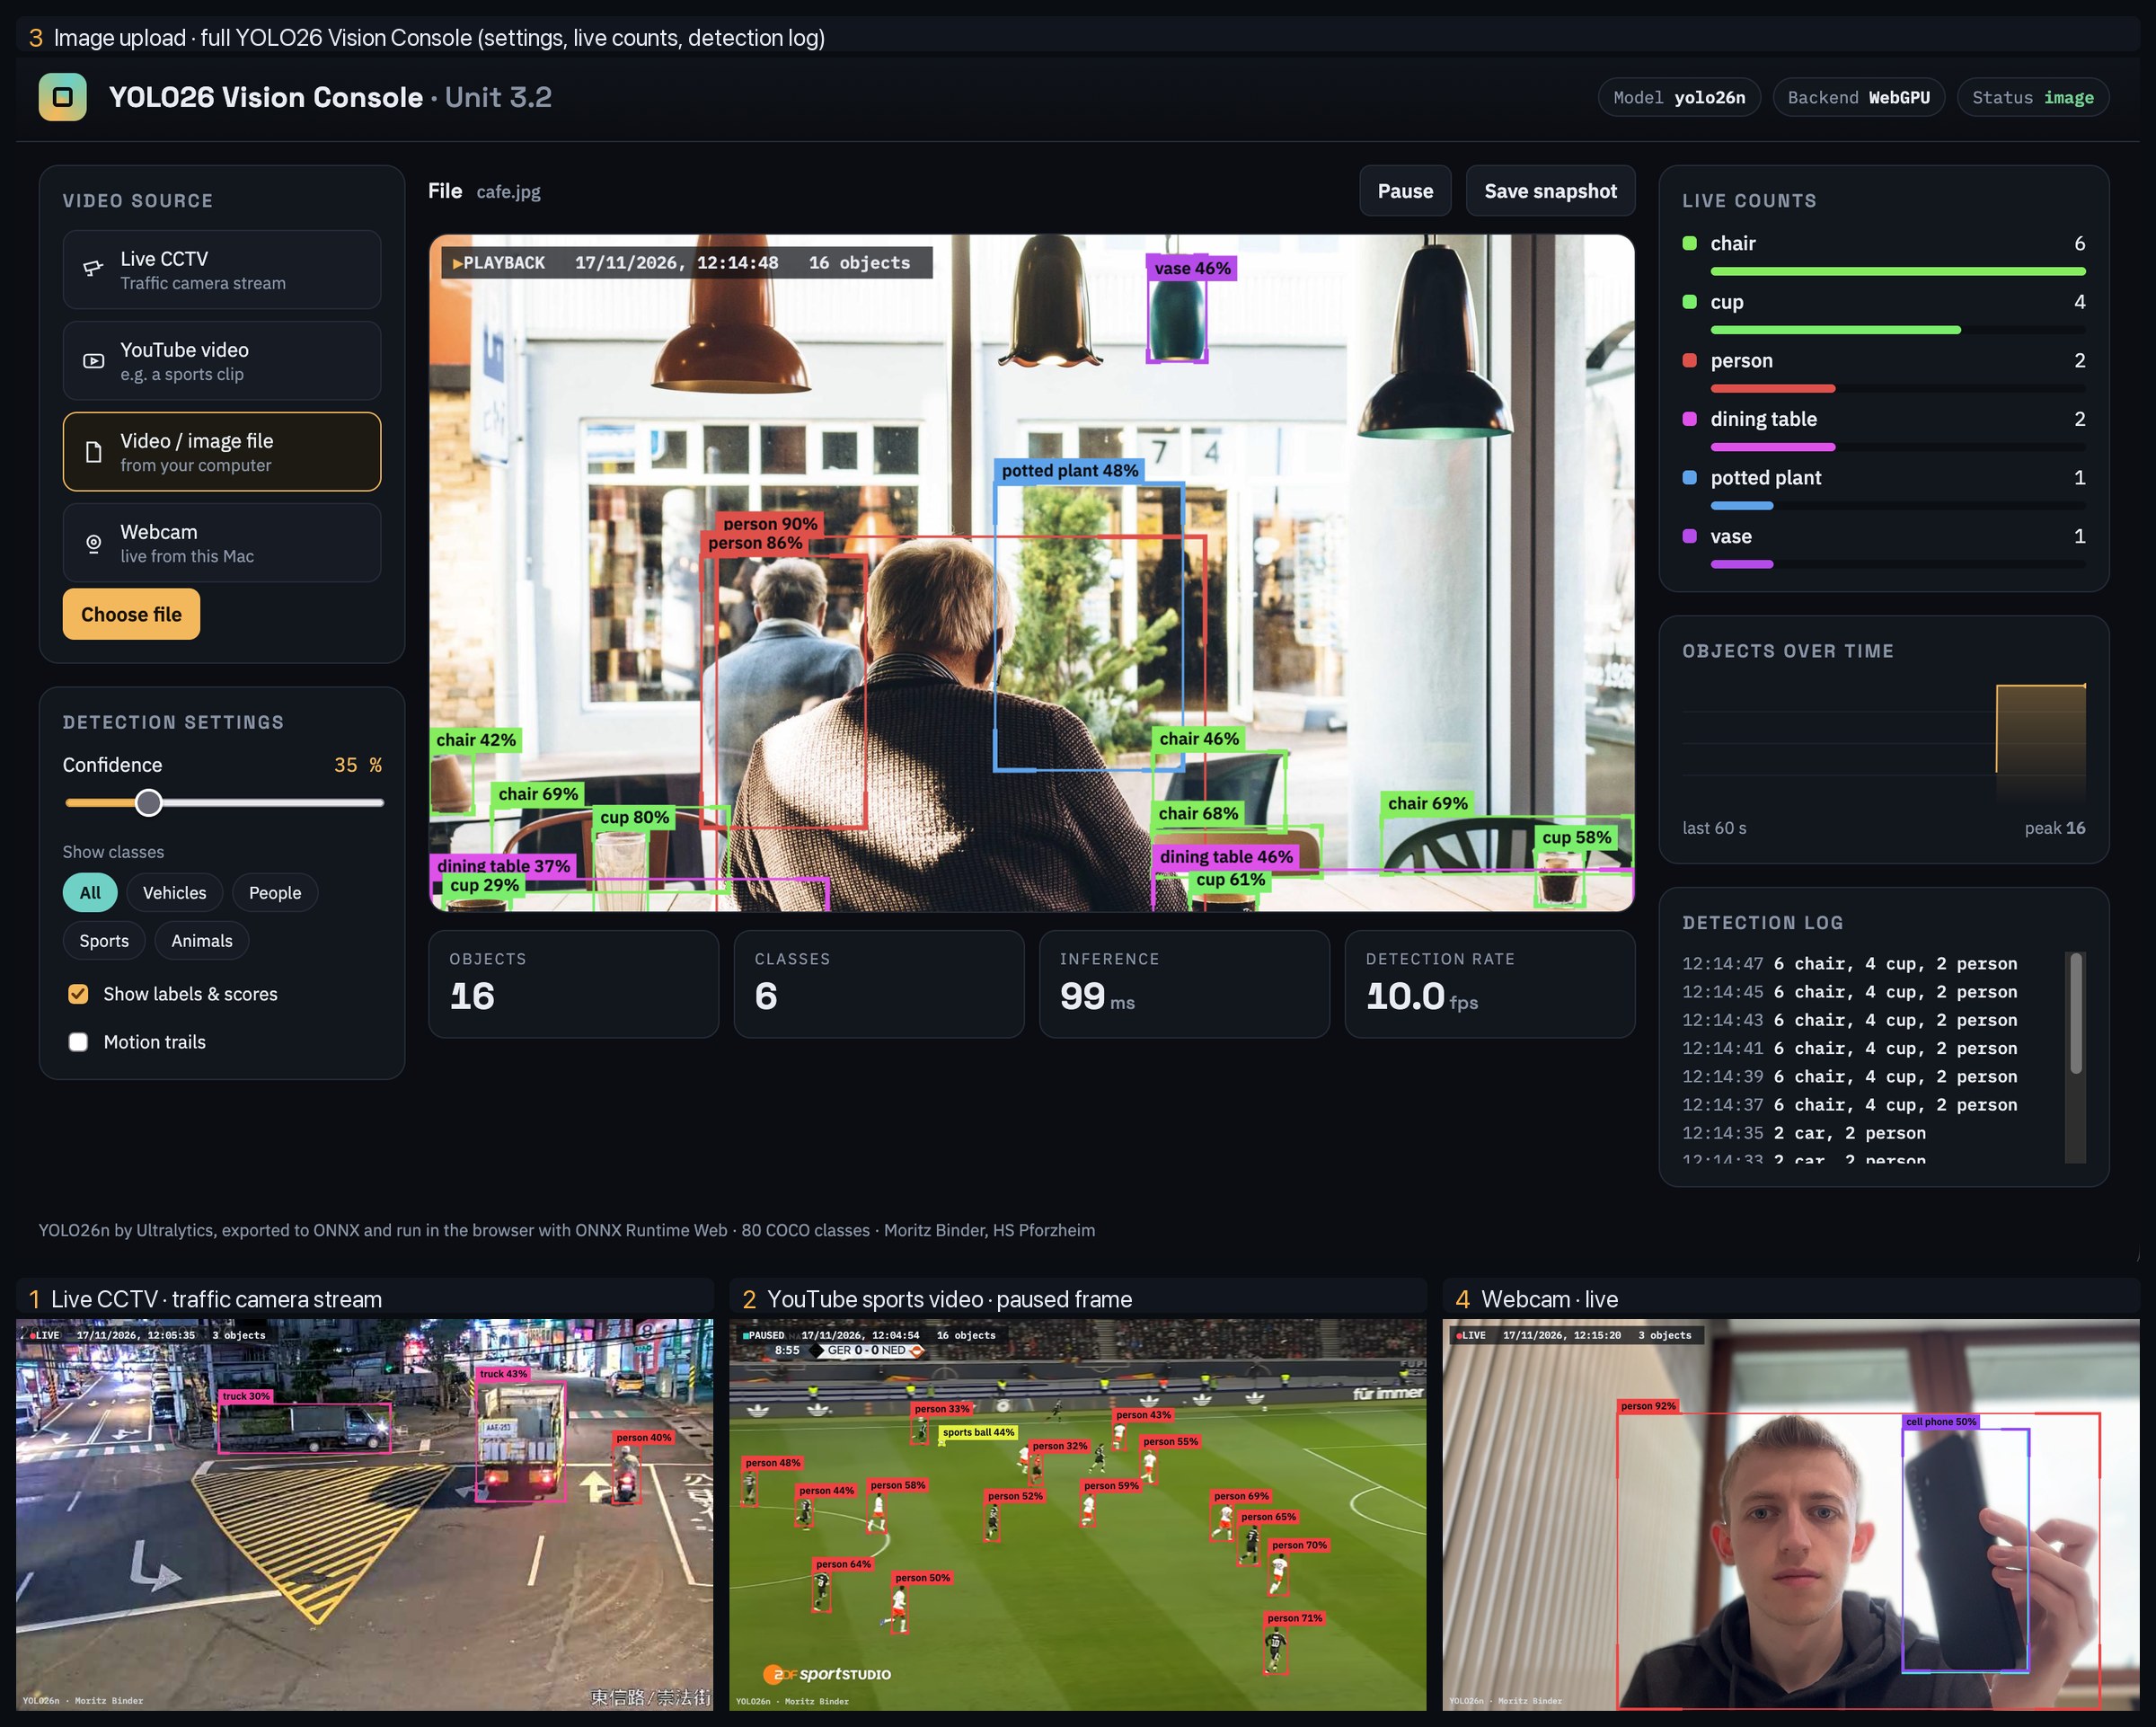 3 Image upload · full YOLO26 Vision Console (settings, live counts, detection log)
YOLO26 Vision Console · Unit 3.2
Model yolo26n
Backend WebGPU
Status image
VIDEO SOURCE
Live CCTV
Traffic camera stream
YouTube video
e.g. a sports clip
Video / image file
from your computer
Webcam
live from this Mac
Choose file
DETECTION SETTINGS
Confidence 35 %
Show classes
All Vehicles People
Sports Animals
Show labels & scores
Motion trails
File cafe.jpg
Pause
Save snapshot
▶PLAYBACK 17/11/2026, 12:14:48 16 objects
vase 46%
7 4
potted plant 48%
person 90%
person 86%
chair 42%
chair 46%
chair 69%
chair 69%
cup 80%
chair 68%
cup 58%
dining table 37%
dining table 46%
cup 29%
cup 61%
OBJECTS
16
CLASSES
6
INFERENCE
99 ms
DETECTION RATE
10.0 fps
LIVE COUNTS
chair 6
cup 4
person 2
dining table 2
potted plant 1
vase 1
OBJECTS OVER TIME
last 60 s peak 16
DETECTION LOG
12:14:47 6 chair, 4 cup, 2 person
12:14:45 6 chair, 4 cup, 2 person
12:14:43 6 chair, 4 cup, 2 person
12:14:41 6 chair, 4 cup, 2 person
12:14:39 6 chair, 4 cup, 2 person
12:14:37 6 chair, 4 cup, 2 person
12:14:35 2 car, 2 person
12:14:33 2 car, 2 person
YOLO26n by Ultralytics, exported to ONNX and run in the browser with ONNX Runtime Web · 80 COCO classes · Moritz Binder, HS Pforzheim
1 Live CCTV · traffic camera stream
LIVE 17/11/2026, 12:05:35 3 objects
truck 43%
truck 30%
AAE-253
person 40%
YOLO26n · Moritz Binder
東信路/崇法街
2 YouTube sports video · paused frame
PAUSED 17/11/2026, 12:04:54 16 objects
8:55 GER 0-0 NED
für immer
person 33%
person 43%
sports ball 44%
person 32%
person 55%
person 48%
person 58%
person 59%
person 44%
person 52%
person 69%
person 65%
person 70%
person 64%
person 50%
person 71%
ZDF sportSTUDIO
YOLO26n · Moritz Binder
4 Webcam · live
LIVE 17/11/2026, 12:15:20 3 objects
person 92%
cell phone 50%
YOLO26n · Moritz Binder